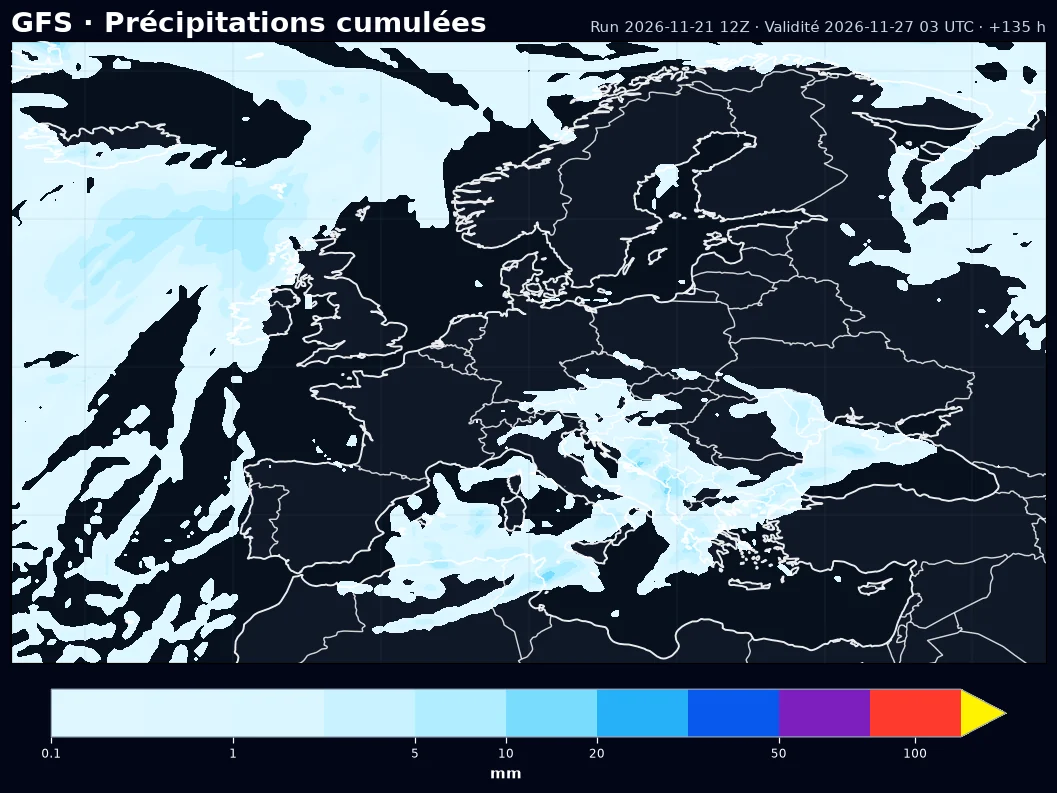 GFS · Précipitations cumulées
Run 2026-11-21 12Z · Validité 2026-11-27 03 UTC · +135 h
0.1 1 5 10 20 50 100
mm